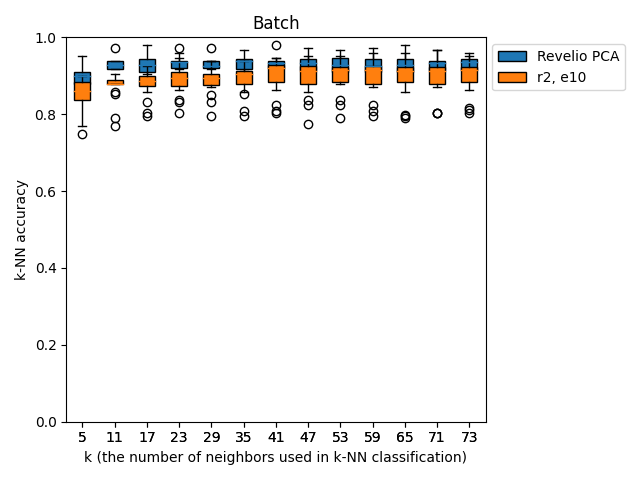 Batch
Revelio PCA
r2, e10
k-NN accuracy
1.0
0.8
0.6
0.4
0.2
0.0
5 11 17 23 29 35 41 47 53 59 65 71 73
k (the number of neighbors used in k-NN classification)